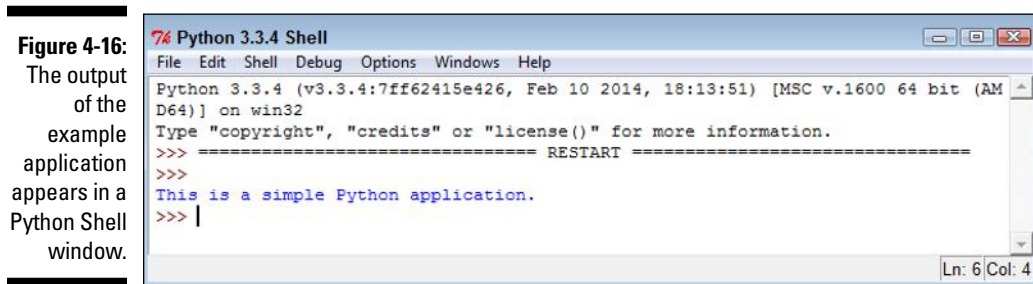 Figure 4-16:
The output
of the
example
application
appears in a
Python Shell
window.
Python 3.3.4 Shell
File Edit Shell Debug Options Windows Help
Python 3.3.4 (v3.3.4:7ff62415e426, Feb 10 2014, 18:13:51) [MSC v.1600 64 bit (AM
D64)] on win32
Type "copyright", "credits" or "license()" for more information.
>>> ================================ RESTART ================================
>>>
This is a simple Python application.
>>>
Ln: 6 Col: 4